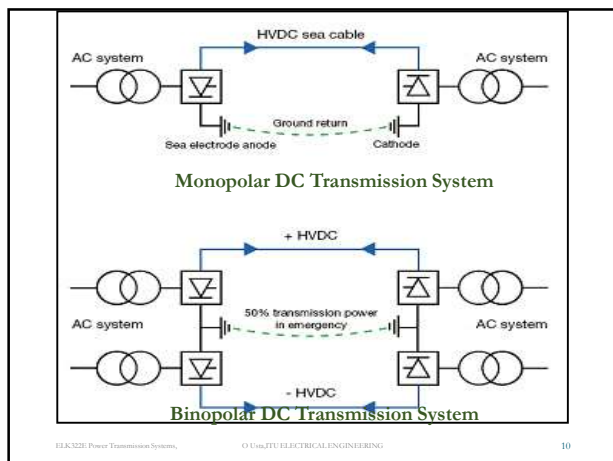 HVDC sea cable
AC system
AC system
Ground return
Sea electrode anode
Cathode
Monopolar DC Transmission System
+ HVDC
50% transmission power
in emergency
AC system
AC system
- HVDC
Binopolar DC Transmission System
ELK322E Power Transmission Systems,
O Usta,ITU ELECTRICAL ENGINEERING
10